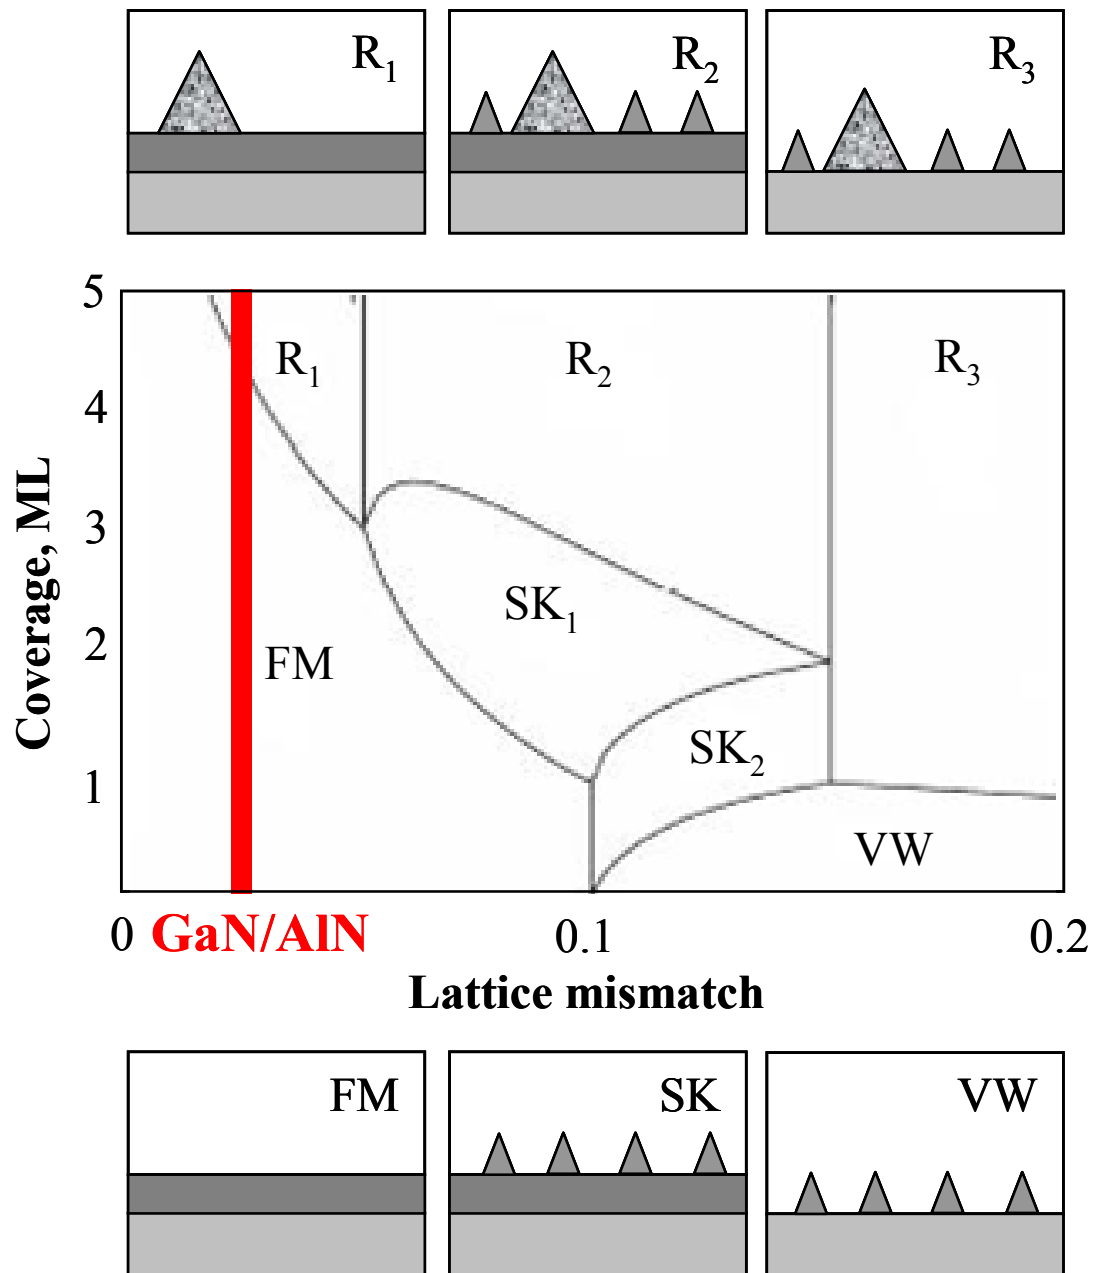 R1
R2
R3
5
4
3
2
1
Coverage, ML
R1
R2
R3
SK1
FM
SK2
VW
0
GaN/AlN
0.1
0.2
Lattice mismatch
FM
SK
VW